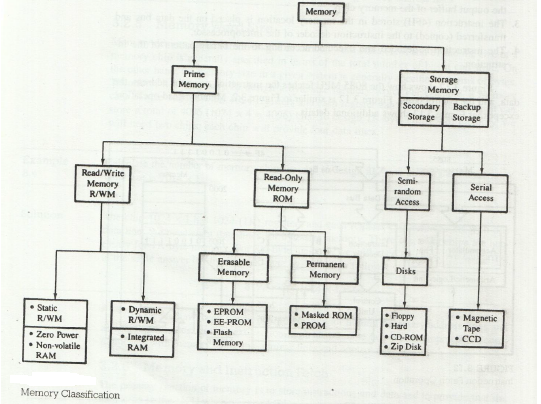 Memory
Prime
Memory
Storage
Memory
Secondary
Storage
Backup
Storage
Read/Write
Memory
R/WM
Read-Only
Memory
ROM
Semi-
random
Access
Serial
Access
Erasable
Memory
Permanent
Memory
Disks
• Static
R/WM
• Zero Power
• Non-volatile
RAM
• Dynamic
R/WM
• Integrated
RAM
• EPROM
• EE-PROM
• Flash
Memory
• Masked ROM
• PROM
• Floppy
• Hard
• CD-ROM
• Zip Disk
• Magnetic
Tape
• CCD
Memory Classification